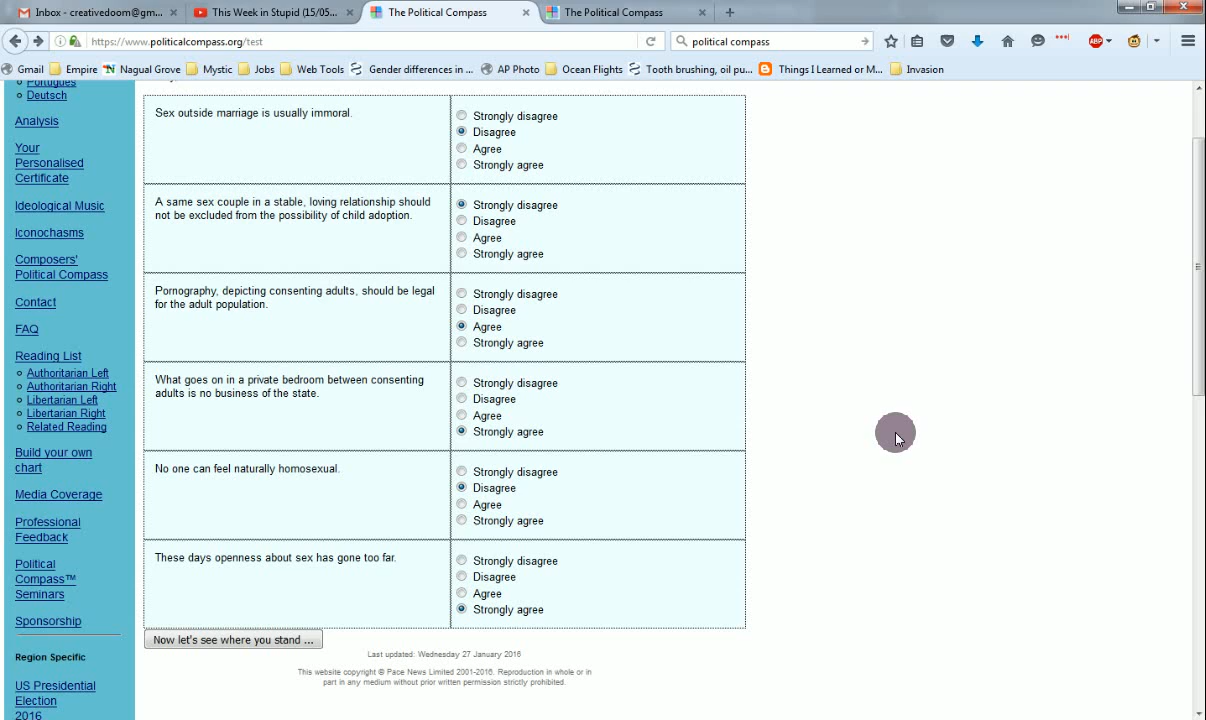 Inbox - creativedoom@gm...
This Week in Stupid (15/05...
The Political Compass
The Political Compass
https://www.politicalcompass.org/test
political compass
ABP
Gmail
Empire
Nagual Grove
Mystic
Jobs
Web Tools
Gender differences in ...
AP Photo
Ocean Flights
Tooth brushing, oil pu...
Things I Learned or M...
Invasion
Português
Deutsch
Analysis
Your
Personalised
Certificate
Ideological Music
Iconochasms
Composers'
Political Compass
Contact
FAQ
Reading List
Authoritarian Left
Authoritarian Right
Libertarian Left
Libertarian Right
Related Reading
Build your own
chart
Media Coverage
Professional
Feedback
Political
Compass™
Seminars
Sponsorship
Region Specific
US Presidential
Election
2016
Sex outside marriage is usually immoral.
Strongly disagree
Disagree
Agree
Strongly agree
A same sex couple in a stable, loving relationship should
not be excluded from the possibility of child adoption.
Strongly disagree
Disagree
Agree
Strongly agree
Pornography, depicting consenting adults, should be legal
for the adult population.
Strongly disagree
Disagree
Agree
Strongly agree
What goes on in a private bedroom between consenting
adults is no business of the state.
Strongly disagree
Disagree
Agree
Strongly agree
No one can feel naturally homosexual.
Strongly disagree
Disagree
Agree
Strongly agree
These days openness about sex has gone too far.
Strongly disagree
Disagree
Agree
Strongly agree
Now let's see where you stand ...
Last updated: Wednesday 27 January 2016
This website copyright © Pace News Limited 2001-2016. Reproduction in whole or in
part in any medium without prior written permission strictly prohibited.